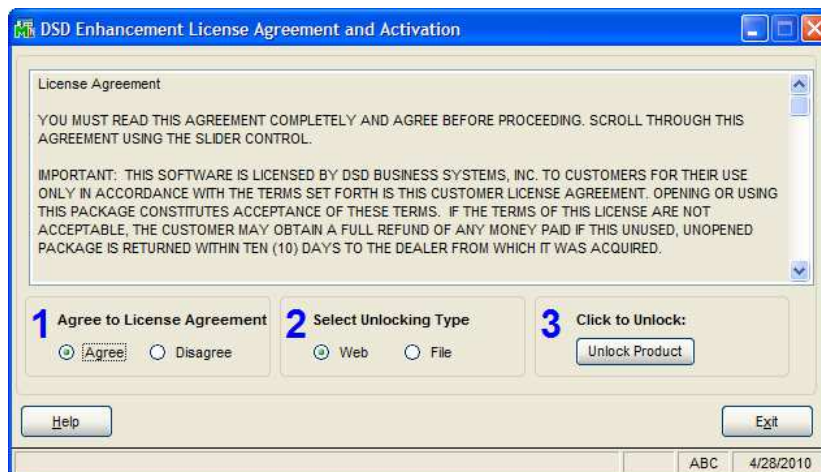 DSD Enhancement License Agreement and Activation
License Agreement
YOU MUST READ THIS AGREEMENT COMPLETELY AND AGREE BEFORE PROCEEDING. SCROLL THROUGH THIS
AGREEMENT USING THE SLIDER CONTROL.
IMPORTANT:  THIS SOFTWARE IS LICENSED BY DSD BUSINESS SYSTEMS, INC. TO CUSTOMERS FOR THEIR USE
ONLY IN ACCORDANCE WITH THE TERMS SET FORTH IS THIS CUSTOMER LICENSE AGREEMENT. OPENING OR USING
THIS PACKAGE CONSTITUTES ACCEPTANCE OF THESE TERMS.  IF THE TERMS OF THIS LICENSE ARE NOT
ACCEPTABLE, THE CUSTOMER MAY OBTAIN A FULL REFUND OF ANY MONEY PAID IF THIS UNUSED, UNOPENED
PACKAGE IS RETURNED WITHIN TEN (10) DAYS TO THE DEALER FROM WHICH IT WAS ACQUIRED.
1 Agree to License Agreement
Agree Disagree
2 Select Unlocking Type
Web File
3 Click to Unlock:
Unlock Product
Help Exit
ABC 4/28/2010